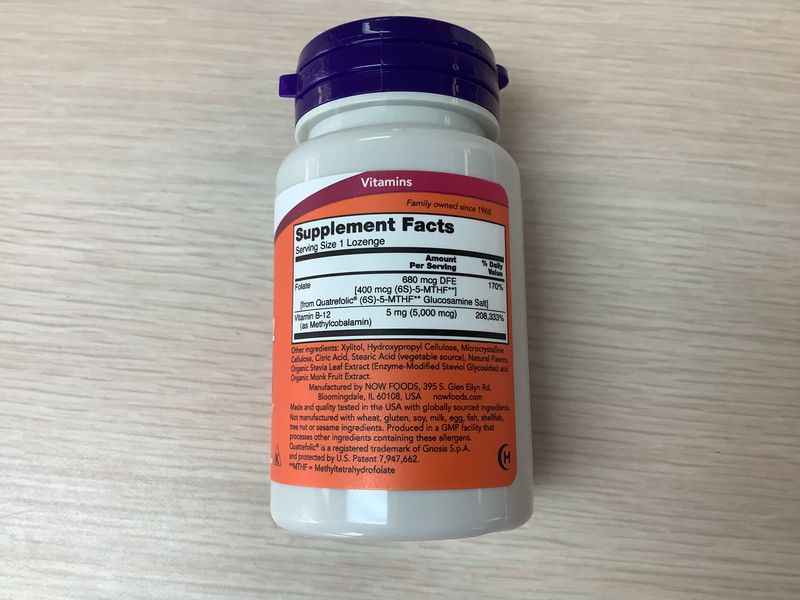 Vitamins
Family owned since 1968.
Supplement Facts
Serving Size 1 Lozenge
Amount Per Serving
% Daily Value
Folate
680 mcg DFE
170%
[400 mcg (6S)-5-MTHF**]
[from Quatrefolic® (6S)-5-MTHF** Glucosamine Salt]
Vitamin B-12
5 mg (5,000 mcg)
208,333%
(as Methylcobalamin)
Other ingredients: Xylitol, Hydroxypropyl Cellulose, Microcrystalline
Cellulose, Citric Acid, Stearic Acid (vegetable source), Natural Flavors,
Organic Stevia Leaf Extract (Enzyme-Modified Steviol Glycosides) and
Organic Monk Fruit Extract.
Manufactured by NOW FOODS, 395 S. Glen Ellyn Rd,
Bloomingdale, IL 60108, USA nowfoods.com
Made and quality tested in the USA with globally sourced ingredients.
Not manufactured with wheat, gluten, soy, milk, egg, fish, shellfish,
tree nut or sesame ingredients. Produced in a GMP facility that
processes other ingredients containing these allergens.
Quatrefolic® is a registered trademark of Gnosis S.p.A.
and protected by U.S. Patent 7,947,662.
**MTHF = Methyltetrahydrofolate
K
H